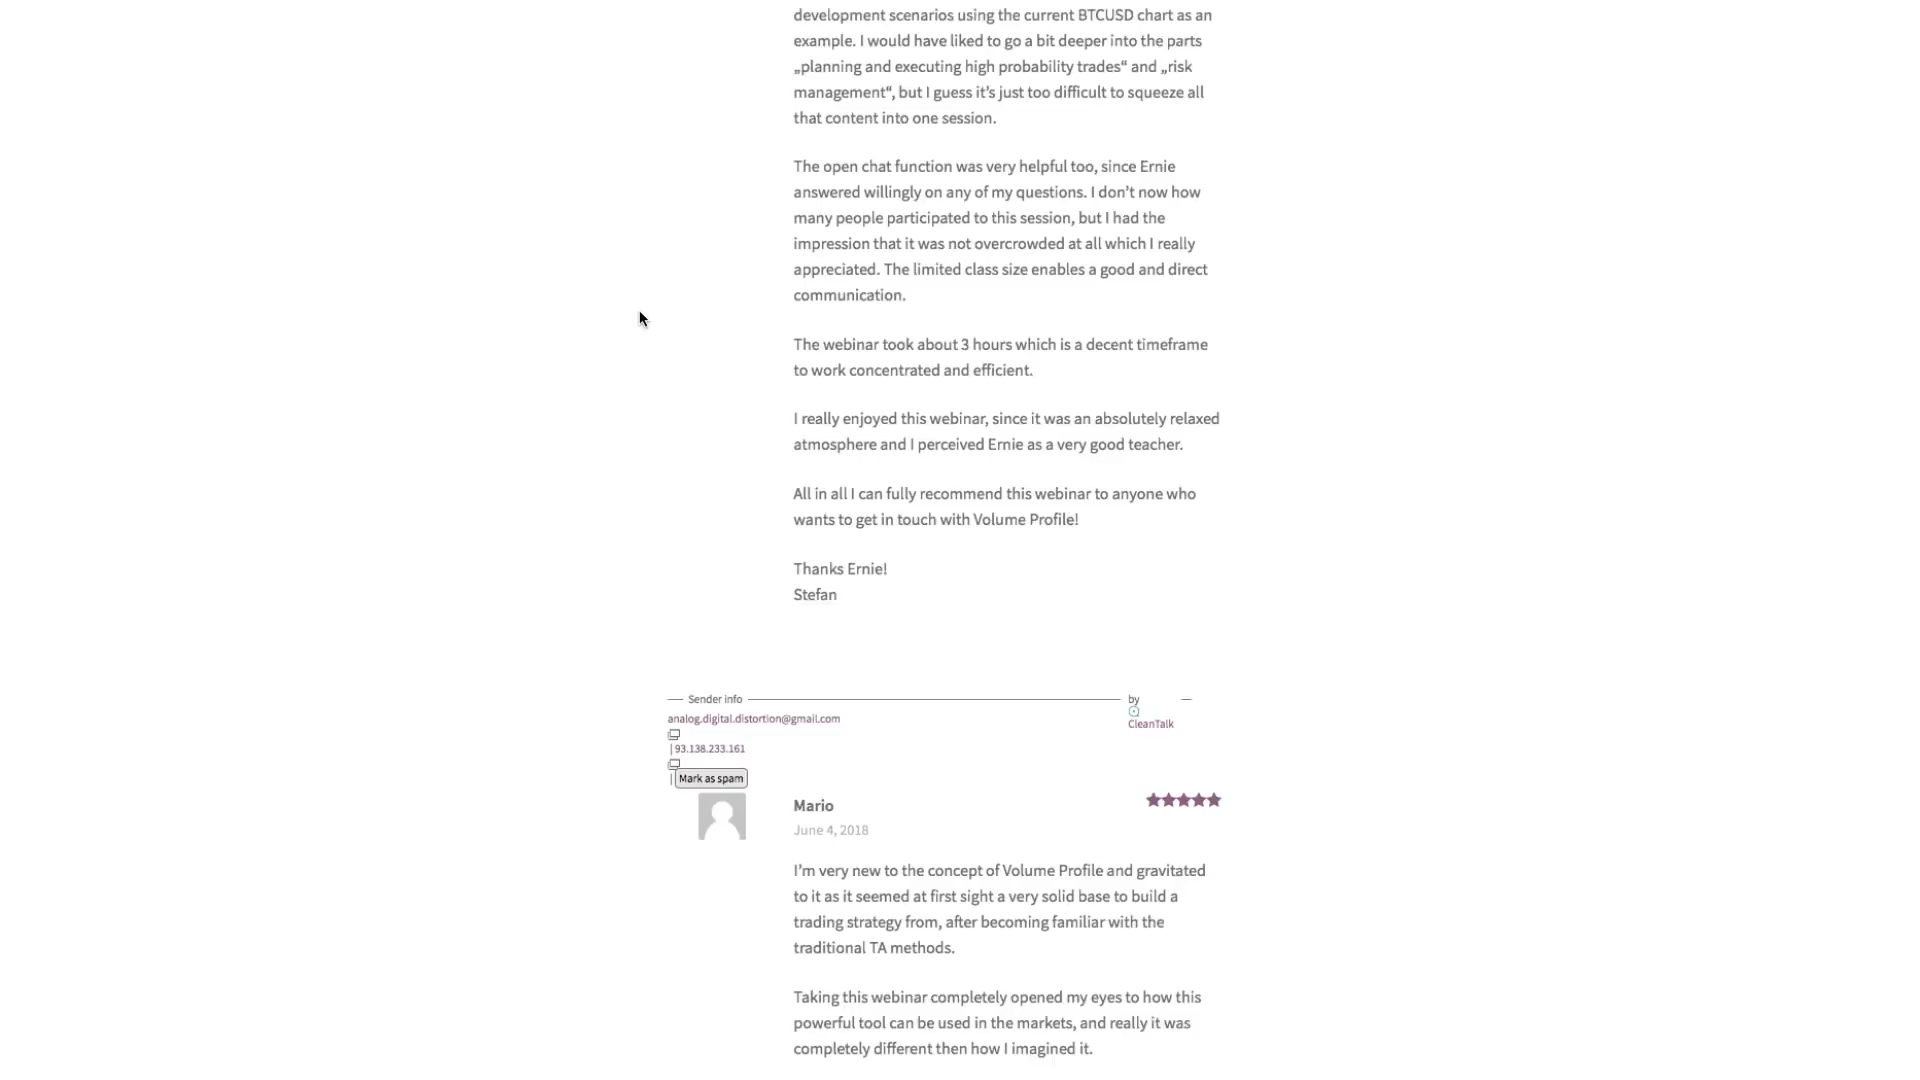 development scenarios using the current BTCUSD chart as an
example. I would have liked to go a bit deeper into the parts
„planning and executing high probability trades“ and „risk
management“, but I guess it’s just too difficult to squeeze all
that content into one session.
The open chat function was very helpful too, since Ernie
answered willingly on any of my questions. I don’t now how
many people participated to this session, but I had the
impression that it was not overcrowded at all which I really
appreciated. The limited class size enables a good and direct
communication.
The webinar took about 3 hours which is a decent timeframe
to work concentrated and efficient.
I really enjoyed this webinar, since it was an absolutely relaxed
atmosphere and I perceived Ernie as a very good teacher.
All in all I can fully recommend this webinar to anyone who
wants to get in touch with Volume Profile!
Thanks Ernie!
Stefan
Sender info
by
CleanTalk
analog.digital.distortion@gmail.com
| 93.138.233.161
| Mark as spam
Mario
June 4, 2018
I’m very new to the concept of Volume Profile and gravitated
to it as it seemed at first sight a very solid base to build a
trading strategy from, after becoming familiar with the
traditional TA methods.
Taking this webinar completely opened my eyes to how this
powerful tool can be used in the markets, and really it was
completely different then how I imagined it.